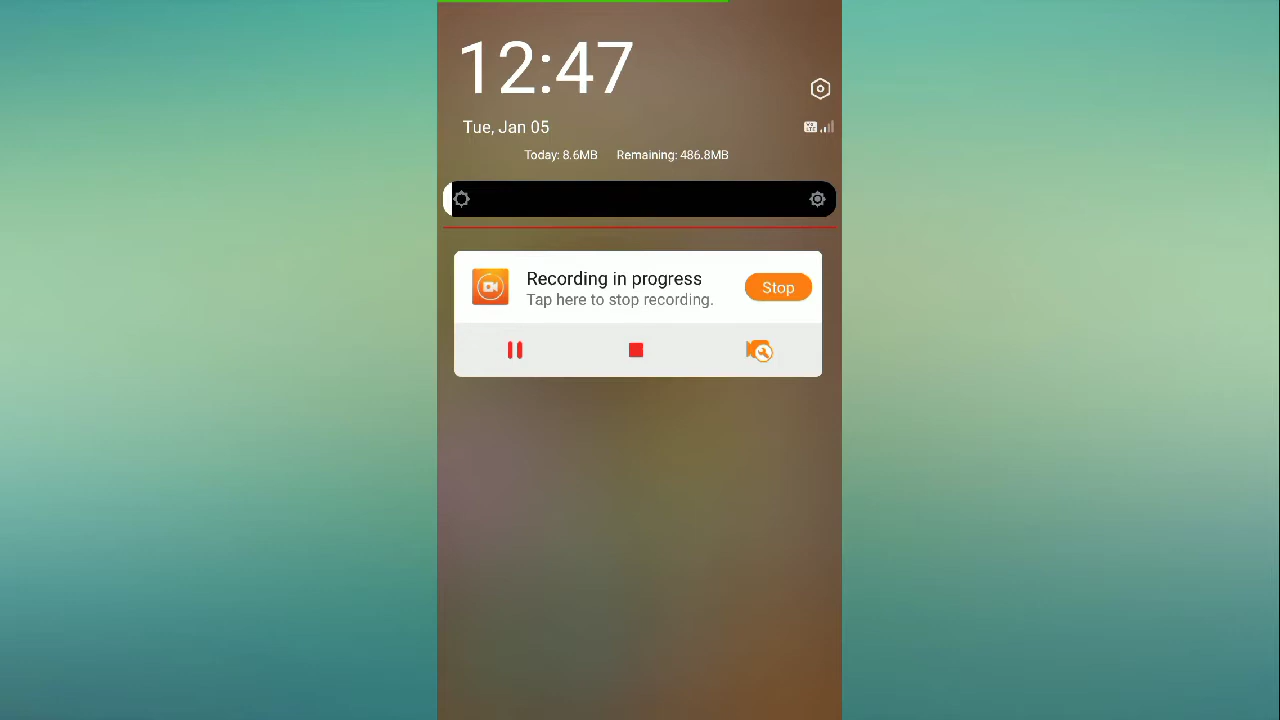 12:47
Tue, Jan 05
Today: 8.6MB Remaining: 486.8MB
Recording in progress
Tap here to stop recording.
Stop